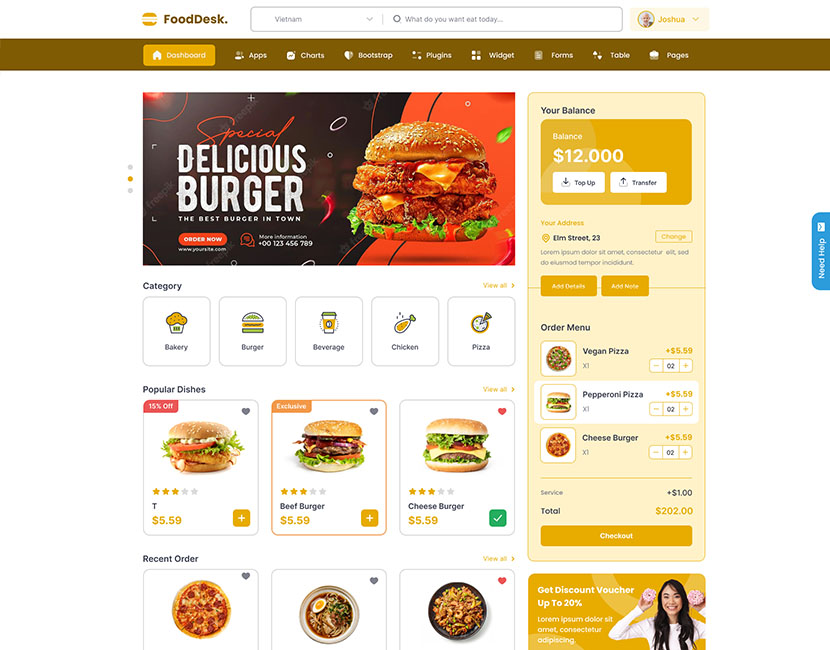 FoodDesk.
Vietnam
What do you want eat today...
Joshua
Dashboard
Apps
Charts
Bootstrap
Plugins
Widget
Forms
Table
Pages
Special
DELICIOUS
BURGER
THE BEST BURGER IN TOWN
ORDER NOW
www.yoursite.com
More information
+00 123 456 789
Category
View all
Bakery
Burger
Beverage
Chicken
Pizza
Popular Dishes
View all
15% Off
T
$5.59
Exclusive
Beef Burger
$5.59
Cheese Burger
$5.59
Recent Order
View all
Your Balance
Balance
$12.000
Top Up
Transfer
Your Address
Elm Street, 23
Change
Lorem ipsum dolor sit amet, consectetur elit, sed
do eiusmod tempor incididunt.
Add Details
Add Note
Order Menu
Vegan Pizza
+$5.59
X1
02
Pepperoni Pizza
+$5.59
X1
02
Cheese Burger
+$5.59
X1
02
Service
+$1.00
Total
$202.00
Checkout
Get Discount Voucher
Up To 20%
Lorem ipsum dolor sit
amet, consectetur
adipiscing.
Need Help